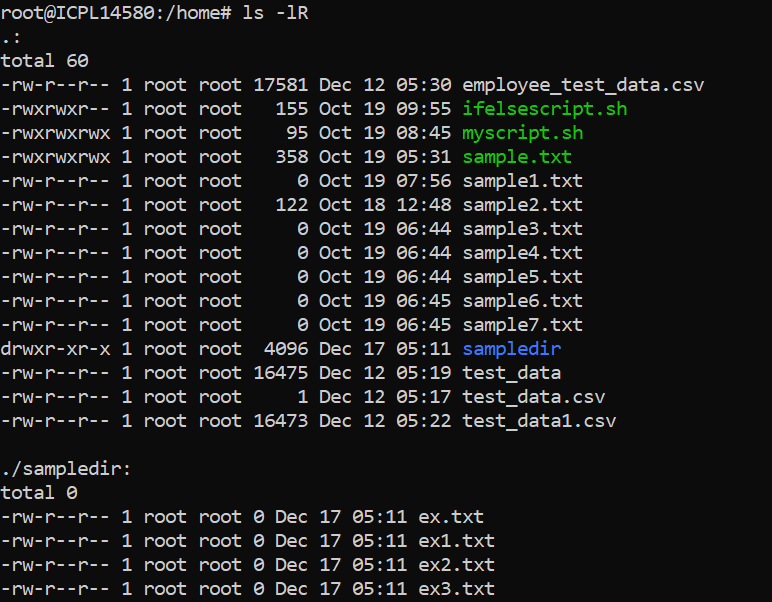 root@ICPL14580:/home# ls -lR
.:
total 60
-rw-r--r-- 1 root root 17581 Dec 12 05:30 employee_test_data.csv
-rwxrwxr-- 1 root root   155 Oct 19 09:55 ifelsescript.sh
-rwxrwxrwx 1 root root    95 Oct 19 08:45 myscript.sh
-rwxrwxrwx 1 root root   358 Oct 19 05:31 sample.txt
-rw-r--r-- 1 root root     0 Oct 19 07:56 sample1.txt
-rw-r--r-- 1 root root   122 Oct 18 12:48 sample2.txt
-rw-r--r-- 1 root root     0 Oct 19 06:44 sample3.txt
-rw-r--r-- 1 root root     0 Oct 19 06:44 sample4.txt
-rw-r--r-- 1 root root     0 Oct 19 06:44 sample5.txt
-rw-r--r-- 1 root root     0 Oct 19 06:45 sample6.txt
-rw-r--r-- 1 root root     0 Oct 19 06:45 sample7.txt
drwxr-xr-x 1 root root  4096 Dec 17 05:11 sampledir
-rw-r--r-- 1 root root 16475 Dec 12 05:19 test_data
-rw-r--r-- 1 root root     1 Dec 12 05:17 test_data.csv
-rw-r--r-- 1 root root 16473 Dec 12 05:22 test_data1.csv

./sampledir:
total 0
-rw-r--r-- 1 root root 0 Dec 17 05:11 ex.txt
-rw-r--r-- 1 root root 0 Dec 17 05:11 ex1.txt
-rw-r--r-- 1 root root 0 Dec 17 05:11 ex2.txt
-rw-r--r-- 1 root root 0 Dec 17 05:11 ex3.txt